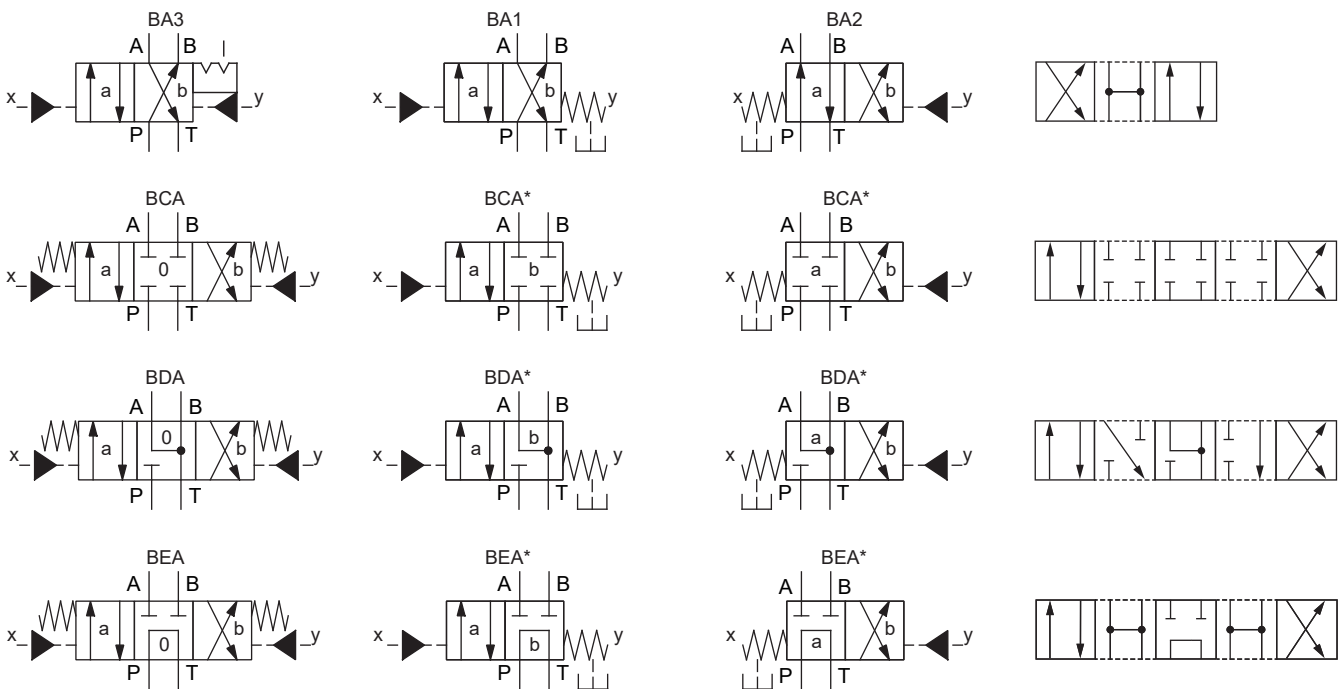 BA3 BA1 BA2
A B A B A B
x a b y x a b y x a b y
P T P T P T
BCA BCA* BCA*
A B A B A B
x a 0 b y x a b y x a b y
P T P T P T
BDA BDA* BDA*
A B A B A B
x a 0 b y x a b y x a b y
P T P T P T
BEA BEA* BEA*
A B A B A B
x a 0 b y x a b y x a b y
P T P T P T